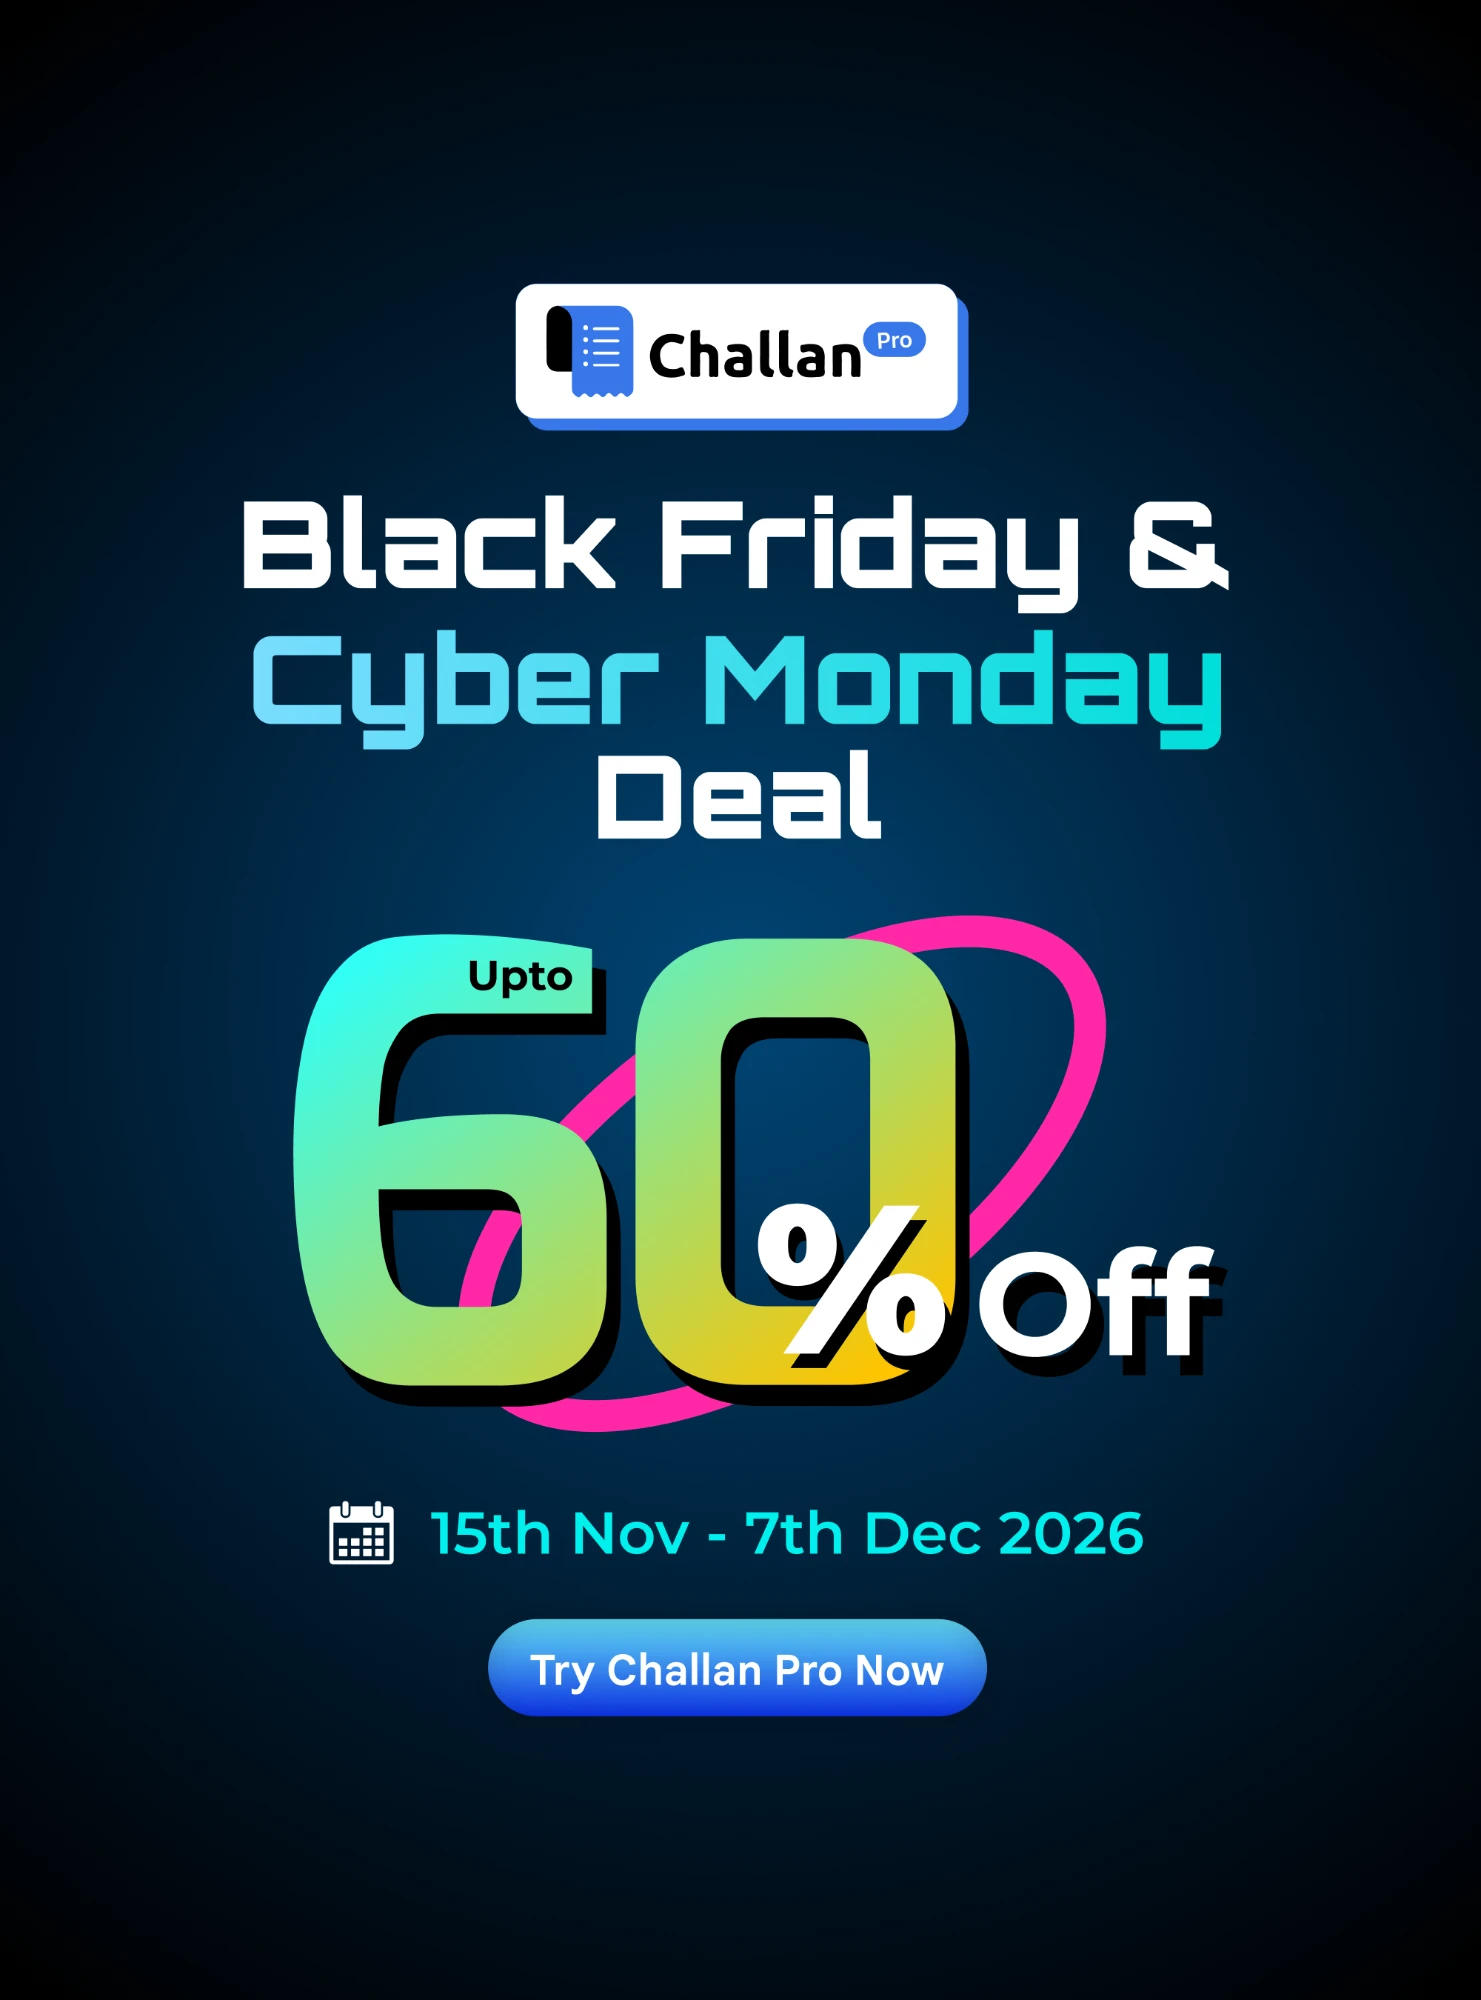 Challan Pro
Black Friday &
Cyber Monday
Deal
Upto
60% Off
15th Nov - 7th Dec 2026
Try Challan Pro Now